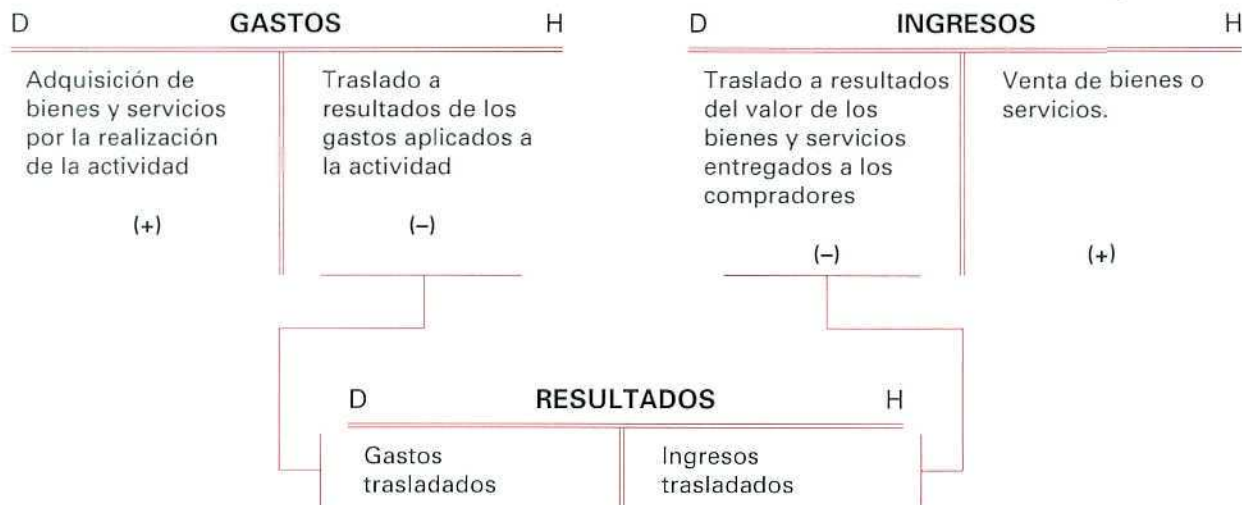 D GASTOS H
Adquisición de
bienes y servicios
por la realización
de la actividad
(+)
Traslado a
resultados de los
gastos aplicados a
la actividad
(–)
D INGRESOS H
Traslado a resultados
del valor de los
bienes y servicios
entregados a los
compradores
(–)
Venta de bienes o
servicios.
(+)
D RESULTADOS H
Gastos
trasladados
Ingresos
trasladados